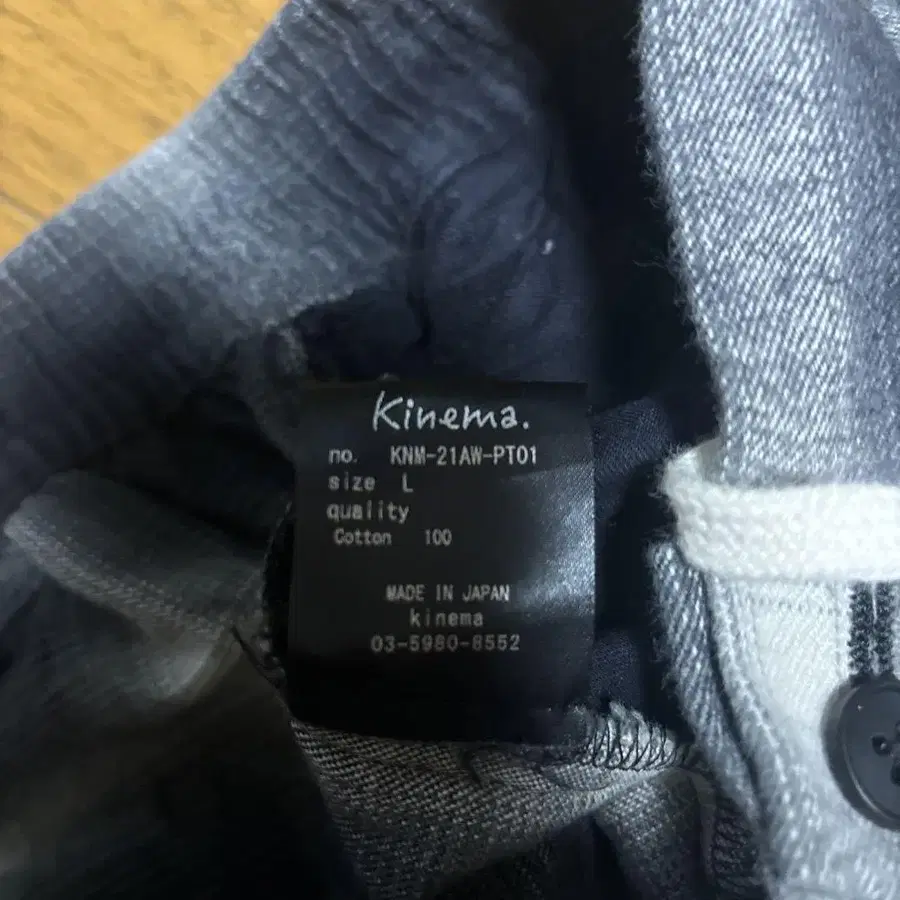 Kinema.
no. KNM-21AW-PT01
size L
quality
Cotton 100
MADE IN JAPAN
kinema
03-5980-8552